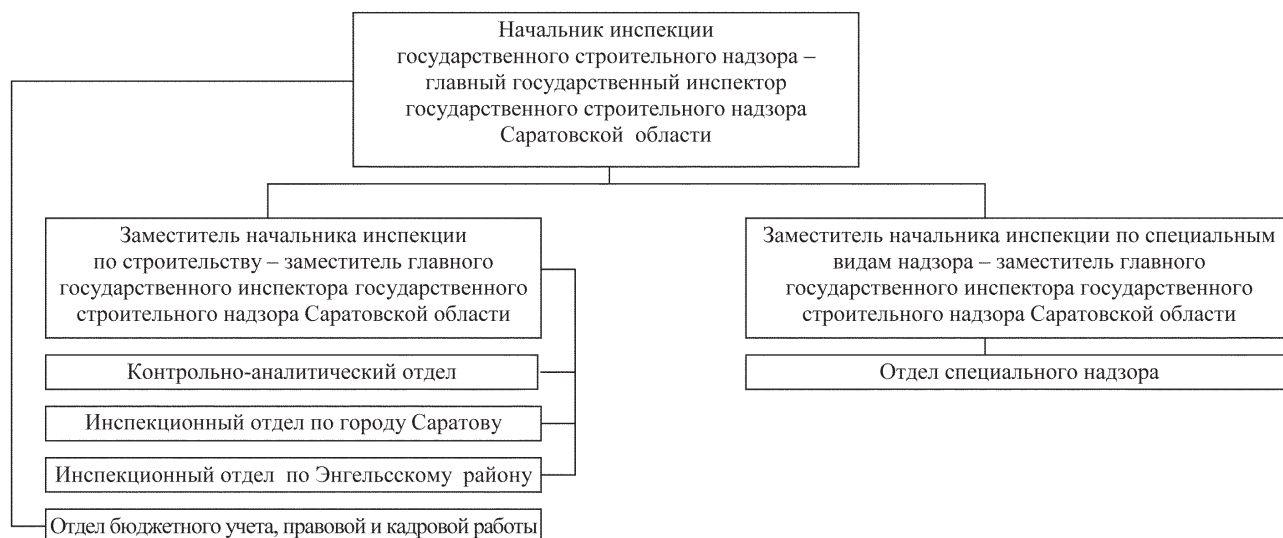 Начальник инспекции
государственного строительного надзора –
главный государственный инспектор
государственного строительного надзора
Саратовской области
Заместитель начальника инспекции
по строительству – заместитель главного
государственного инспектора государственного
строительного надзора Саратовской области
Заместитель начальника инспекции по специальным
видам надзора – заместитель главного
государственного инспектора государственного
строительного надзора Саратовской области
Контрольно-аналитический отдел
Отдел специального надзора
Инспекционный отдел по городу Саратову
Инспекционный отдел по Энгельсскому району
Отдел бюджетного учета, правовой и кадровой работы